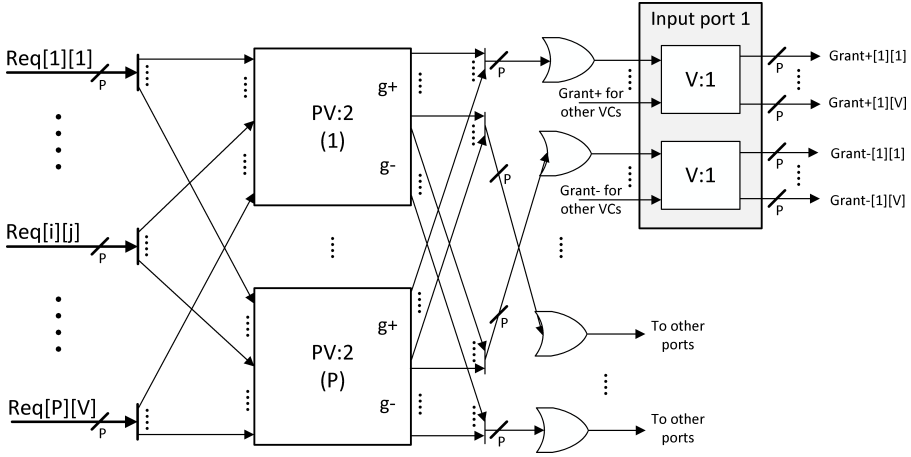 Input port 1
Req[1][1]
P
PV:2
(1)
g+
g-
P
P
Grant+ for
other VCs
V:1
P
Grant+[1][1]
P
Grant+[1][V]
Grant- for
other VCs
V:1
P
Grant-[1][1]
P
Grant-[1][V]
Req[i][j]
P
PV:2
(P)
g+
g-
P
To other
ports
Req[P][V]
P
P
To other
ports